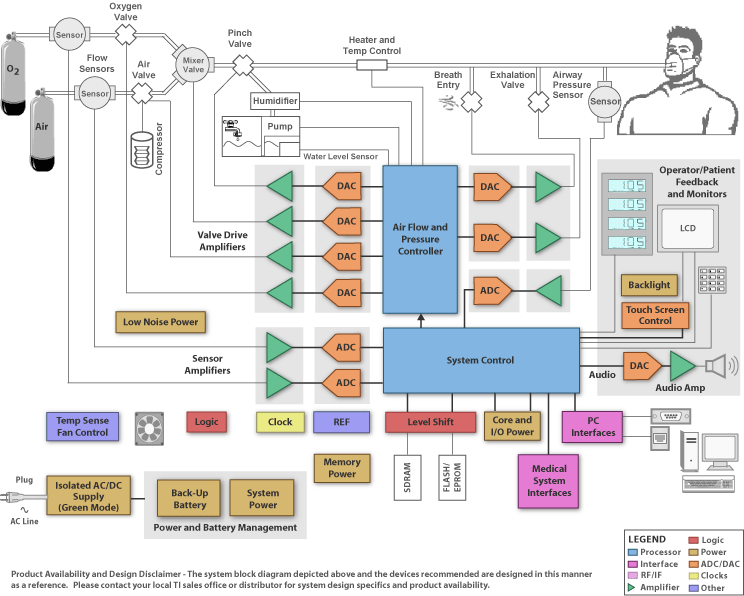 Oxygen
Valve
Sensor
O2
Flow
Sensors
Air
Valve
Mixer
Valve
Pinch
Valve
Heater and
Temp Control
Breath
Entry
Exhalation
Valve
Airway
Pressure
Sensor
Sensor
Sensor
Air
Compressor
Humidifier
Pump
Water Level Sensor
DAC
DAC
DAC
DAC
Valve Drive
Amplifiers
Air Flow and
Pressure
Controller
DAC
DAC
ADC
Operator/Patient
Feedback
and Monitors
105
105
105
105
LCD
Backlight
Touch Screen
Control
Low Noise Power
Sensor
Amplifiers
ADC
ADC
System Control
Audio
DAC
Audio Amp
Temp Sense
Fan Control
Logic
Clock
REF
Level Shift
Core and
I/O Power
PC
Interfaces
Memory
Power
SDRAM
FLASH/
EPROM
Medical
System
Interfaces
Plug
AC Line
Isolated AC/DC
Supply
(Green Mode)
Back-Up
Battery
System
Power
Power and Battery Management
LEGEND
Processor
Interface
RF/IF
Amplifier
Logic
Power
ADC/DAC
Clocks
Other
Product Availability and Design Disclaimer - The system block diagram depicted above and the devices recommended are designed in this manner
as a reference. Please contact your local TI sales office or distributor for system design specifics and product availability.